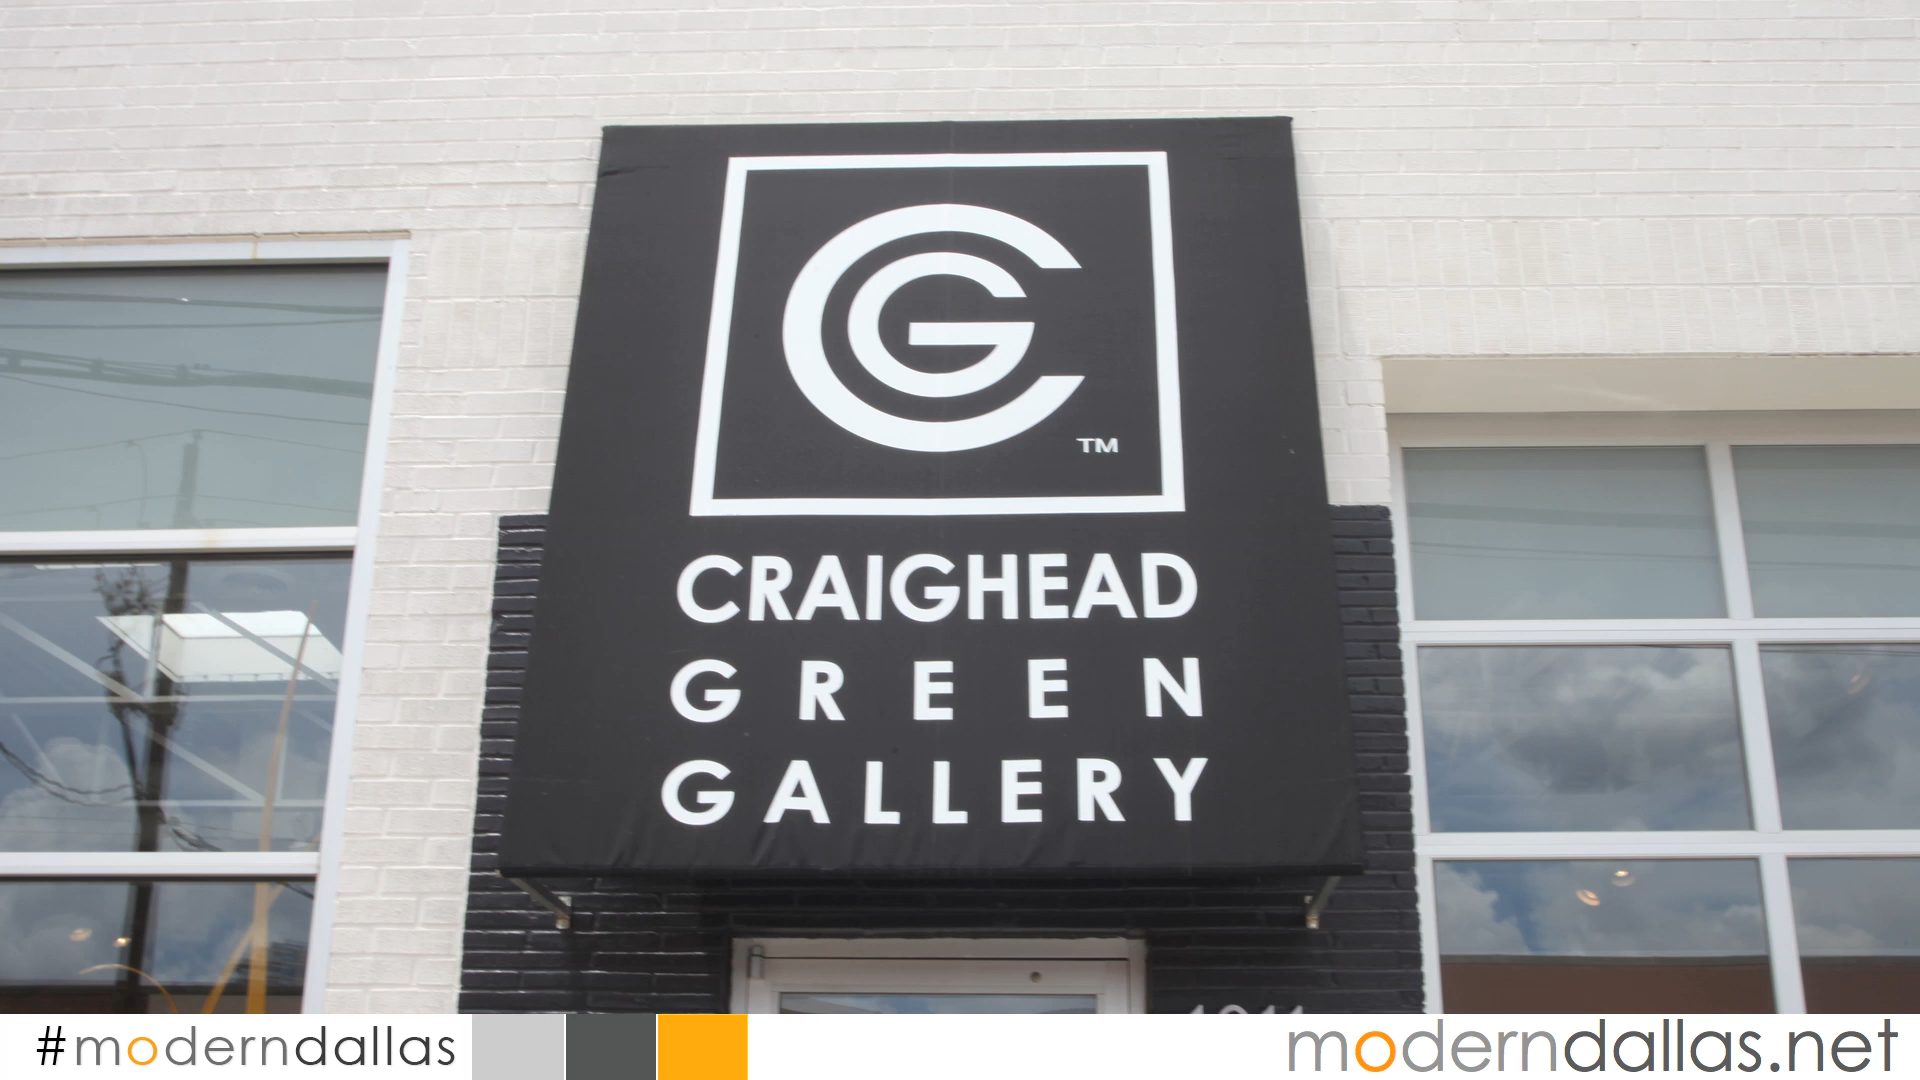 CG
TM
CRAIGHEAD
GREEN
GALLERY
#moderndallas
moderndallas.net